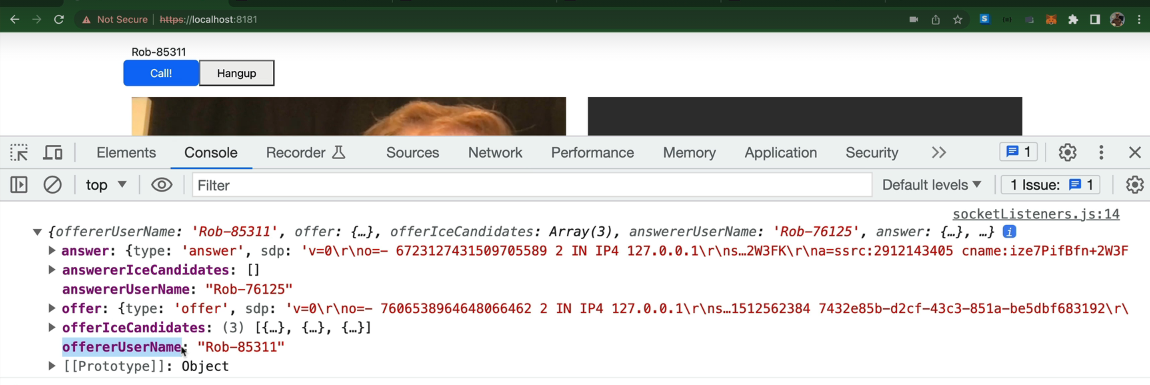 Not Secure | https://localhost:8181
Rob-85311
Call! Hangup
Elements Console Recorder Sources Network Performance Memory Application Security 1
top Filter Default levels 1 Issue: 1
socketListeners.js:14
{offererUserName: 'Rob-85311', offer: {…}, offerIceCandidates: Array(3), answererUserName: 'Rob-76125', answer: {…}, …}
answer: {type: 'answer', sdp: 'v=0\r\no=- 6723127431509705589 2 IN IP4 127.0.0.1\r\ns…2W3FK\r\na=ssrc:2912143405 cname:ize7PifBfn+2W3F
answererIceCandidates: []
answererUserName: "Rob-76125"
offer: {type: 'offer', sdp: 'v=0\r\no=- 7606538964648066462 2 IN IP4 127.0.0.1\r\ns…1512562384 7432e85b-d2cf-43c3-851a-be5dbf683192\r\
offerIceCandidates: (3) [{…}, {…}, {…}]
offererUserName: "Rob-85311"
[[Prototype]]: Object